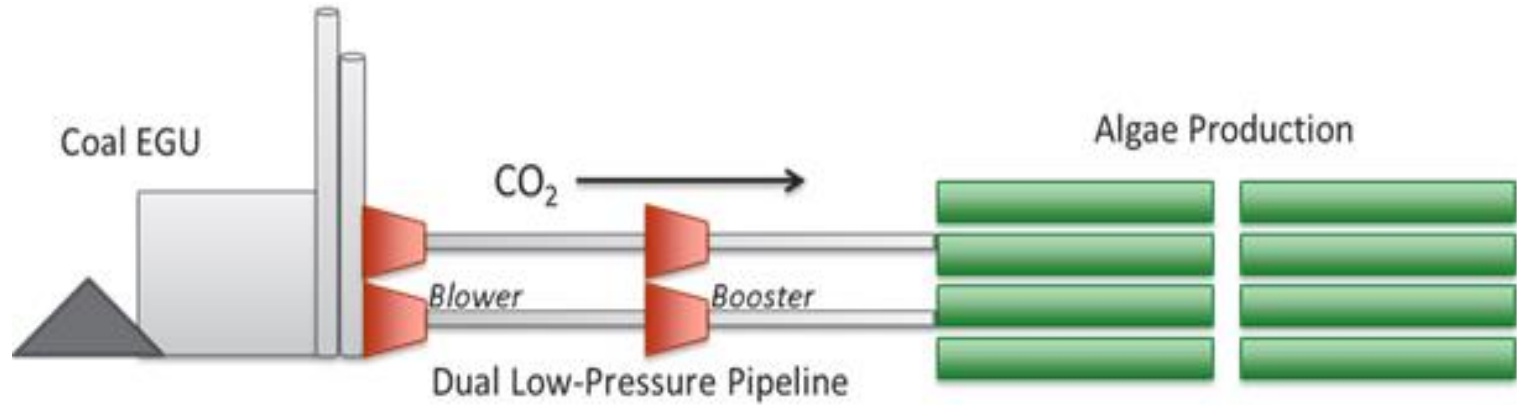 Coal EGU
Algae Production
CO₂
Blower
Booster
Dual Low-Pressure Pipeline